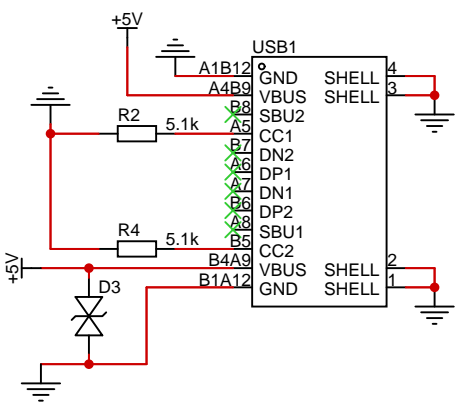 +5V
USB1
A1B12 GND SHELL 4
A4B9 VBUS SHELL 3
B8 SBU2
R2 5.1k A5 CC1
B7 DN2
A6 DP1
A7 DN1
B6 DP2
A8 SBU1
R4 5.1k B5 CC2
+5V B4A9 VBUS SHELL 2
B1A12 GND SHELL 1
D3